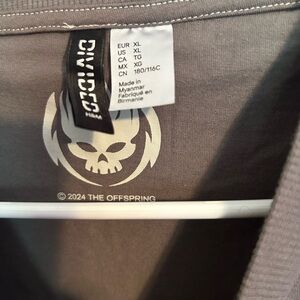 DIVIDED
H&M
EUR XL
US XL
CA TG
MX XG
CN 180/116C
Made in
Myanmar
Fabriqué en
Birmanie
© 2024 THE OFFSPRING